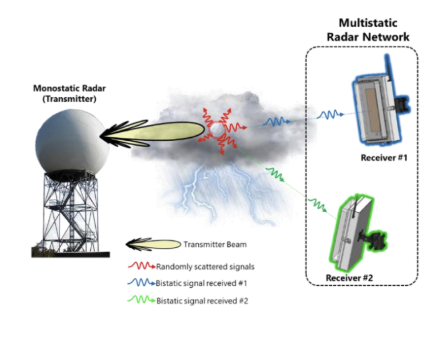 Multistatic
Radar Network
Monostatic Radar
(Transmitter)
Receiver #1
Transmitter Beam
Randomly scattered signals
Bistatic signal received #1
Bistatic signal received #2
Receiver #2